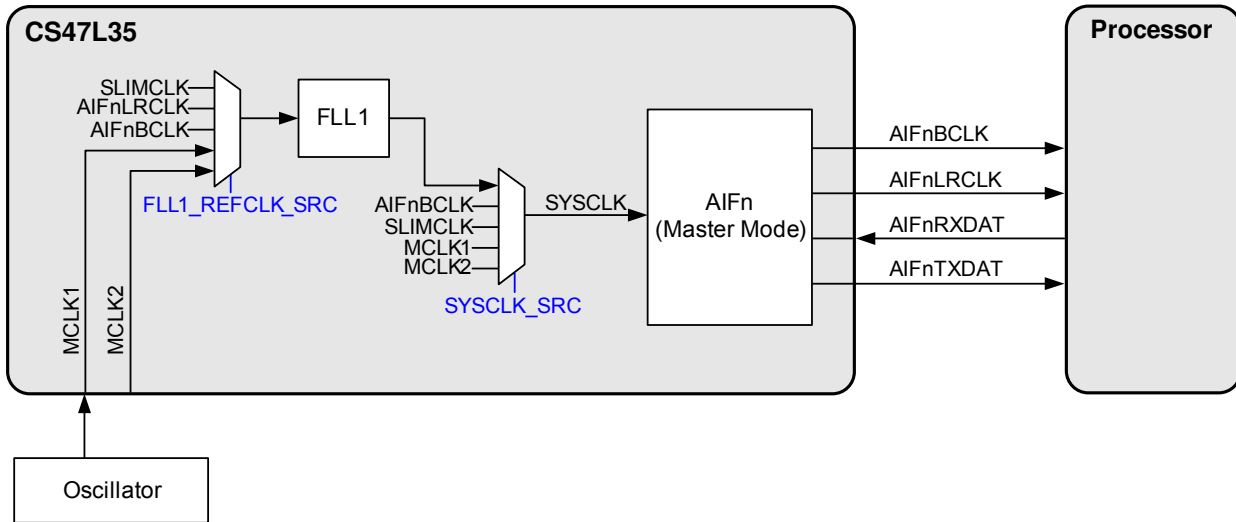 CS47L35
Processor
SLIMCLK
AIFnLRCLK
AIFnBCLK
FLL1
FLL1_REFCLK_SRC
MCLK1
MCLK2
AIFnBCLK
SLIMCLK
MCLK1
MCLK2
SYSCLK_SRC
SYSCLK
AIFn
(Master Mode)
AIFnBCLK
AIFnLRCLK
AIFnRXDAT
AIFnTXDAT
Oscillator